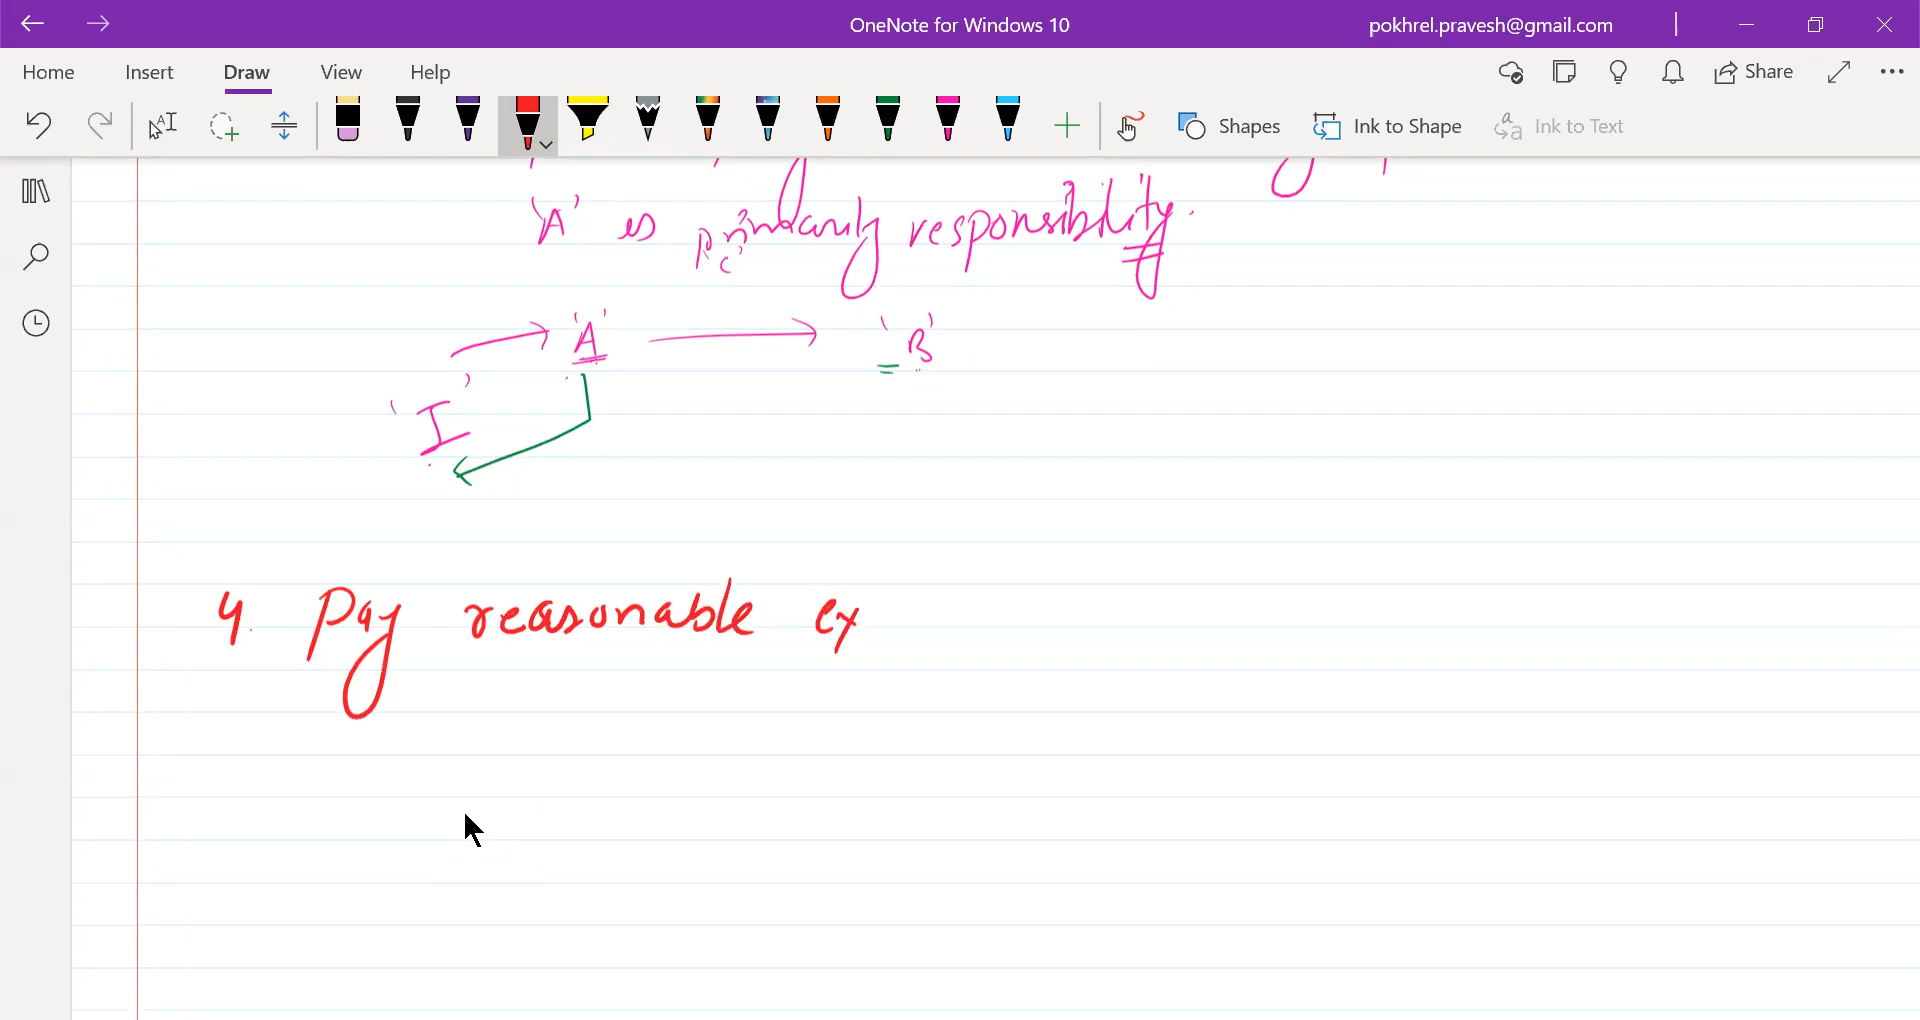 OneNote for Windows 10 pokhrel.pravesh@gmail.com
Home Insert Draw View Help Share
Shapes Ink to Shape Ink to Text
'A' is responsibility.
'A' 'B'
'I'
4. Pay reasonable ex